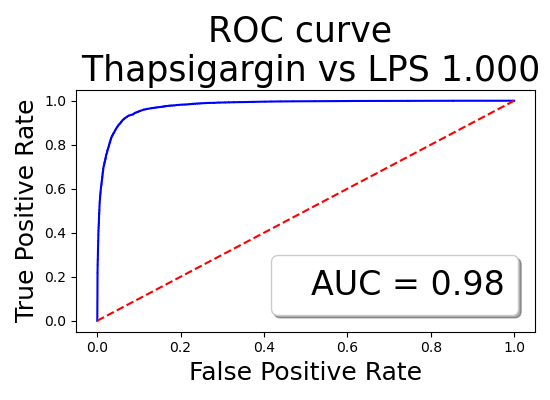 ROC curve
Thapsigargin vs LPS 1.000
True Positive Rate
1.0
0.8
0.6
0.4
0.2
0.0
AUC = 0.98
0.0 0.2 0.4 0.6 0.8 1.0
False Positive Rate